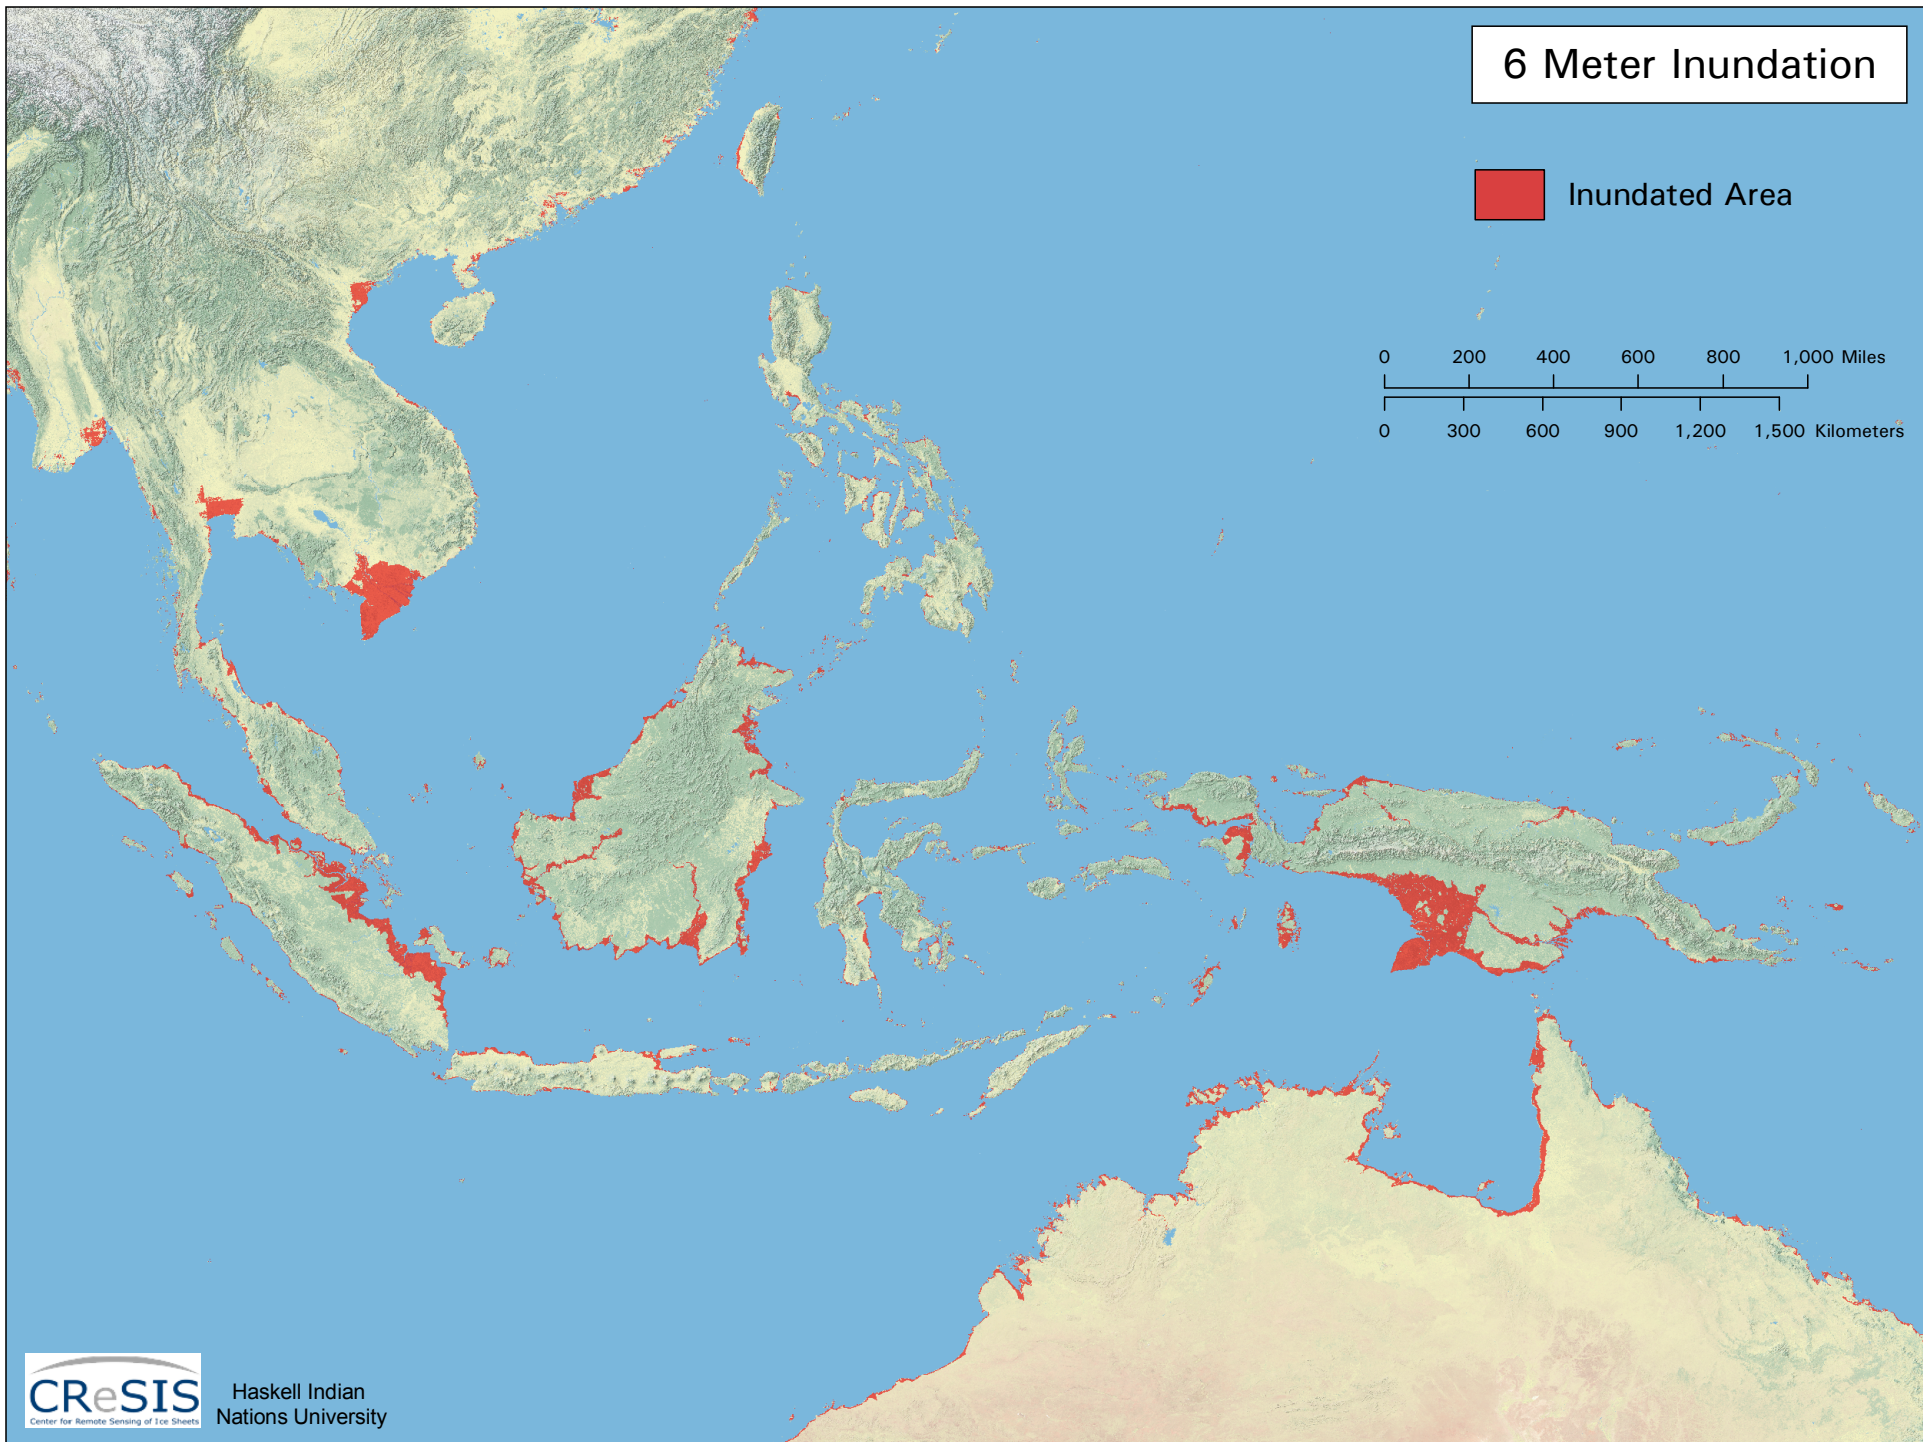 6 Meter Inundation
Inundated Area
0 200 400 600 800 1,000 Miles
0 300 600 900 1,200 1,500 Kilometers
CReSIS
Center for Remote Sensing of Ice Sheets
Haskell Indian
Nations University